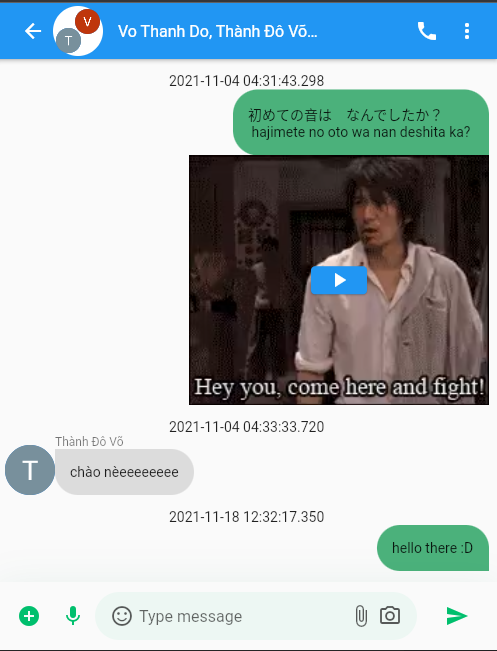 V
T
Vo Thanh Do, Thành Đô Võ...
2021-11-04 04:31:43.298
初めての音は　なんでしたか？
hajimete no oto wa nan deshita ka?
Hey you, come here and fight!
2021-11-04 04:33:33.720
Thành Đô Võ
T
chào nèeeeeeeee
2021-11-18 12:32:17.350
hello there :D
Type message